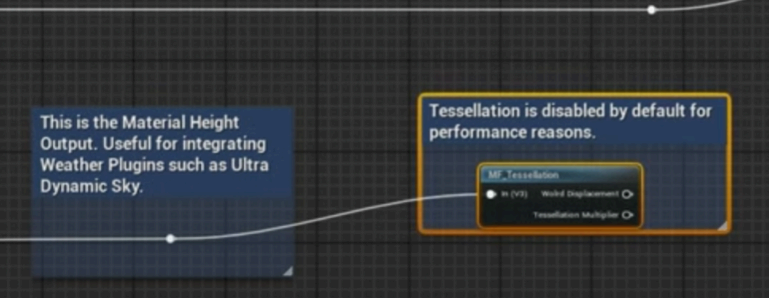 This is the Material Height
Output. Useful for integrating
Weather Plugins such as Ultra
Dynamic Sky.
Tessellation is disabled by default for
performance reasons.
MF_Tessellation
In (V3) World Displacement
Tessellation Multiplier